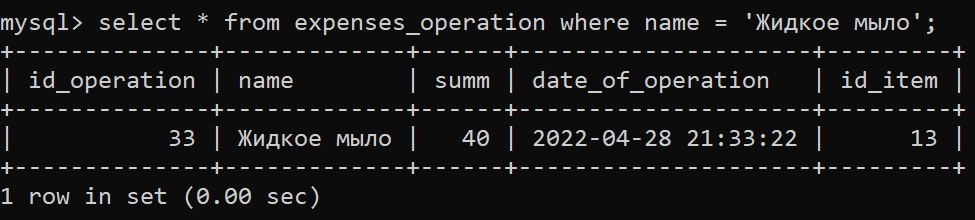 mysql> select * from expenses_operation where name = 'Жидкое мыло';
+--------------+-------------+------+---------------------+---------+
| id_operation | name        | summ | date_of_operation   | id_item |
+--------------+-------------+------+---------------------+---------+
|           33 | Жидкое мыло |   40 | 2022-04-28 21:33:22 |      13 |
+--------------+-------------+------+---------------------+---------+
1 row in set (0.00 sec)